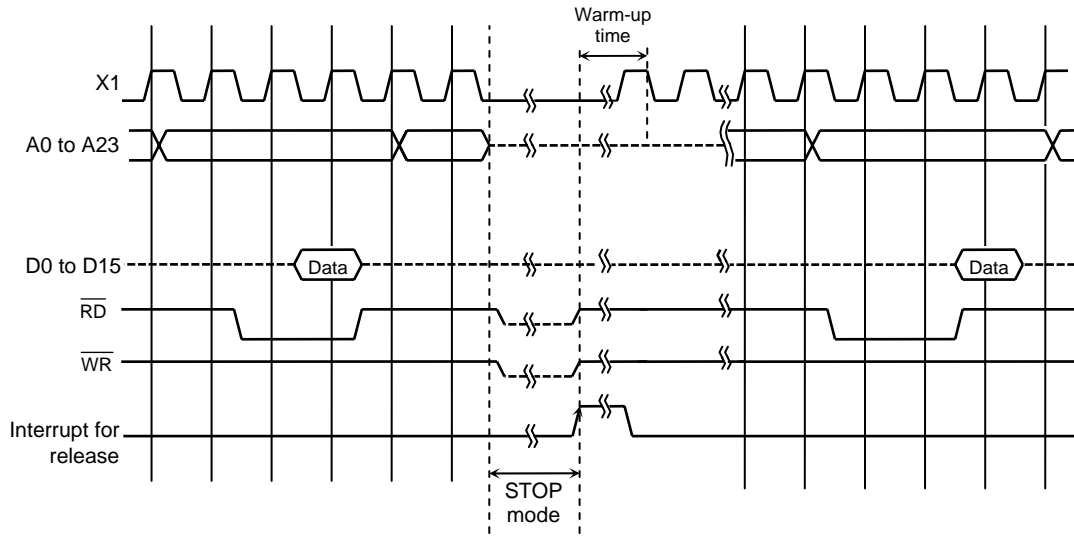 Warm-up
time
X1
A0 to A23
D0 to D15
Data
Data
RD
WR
Interrupt for
release
STOP
mode